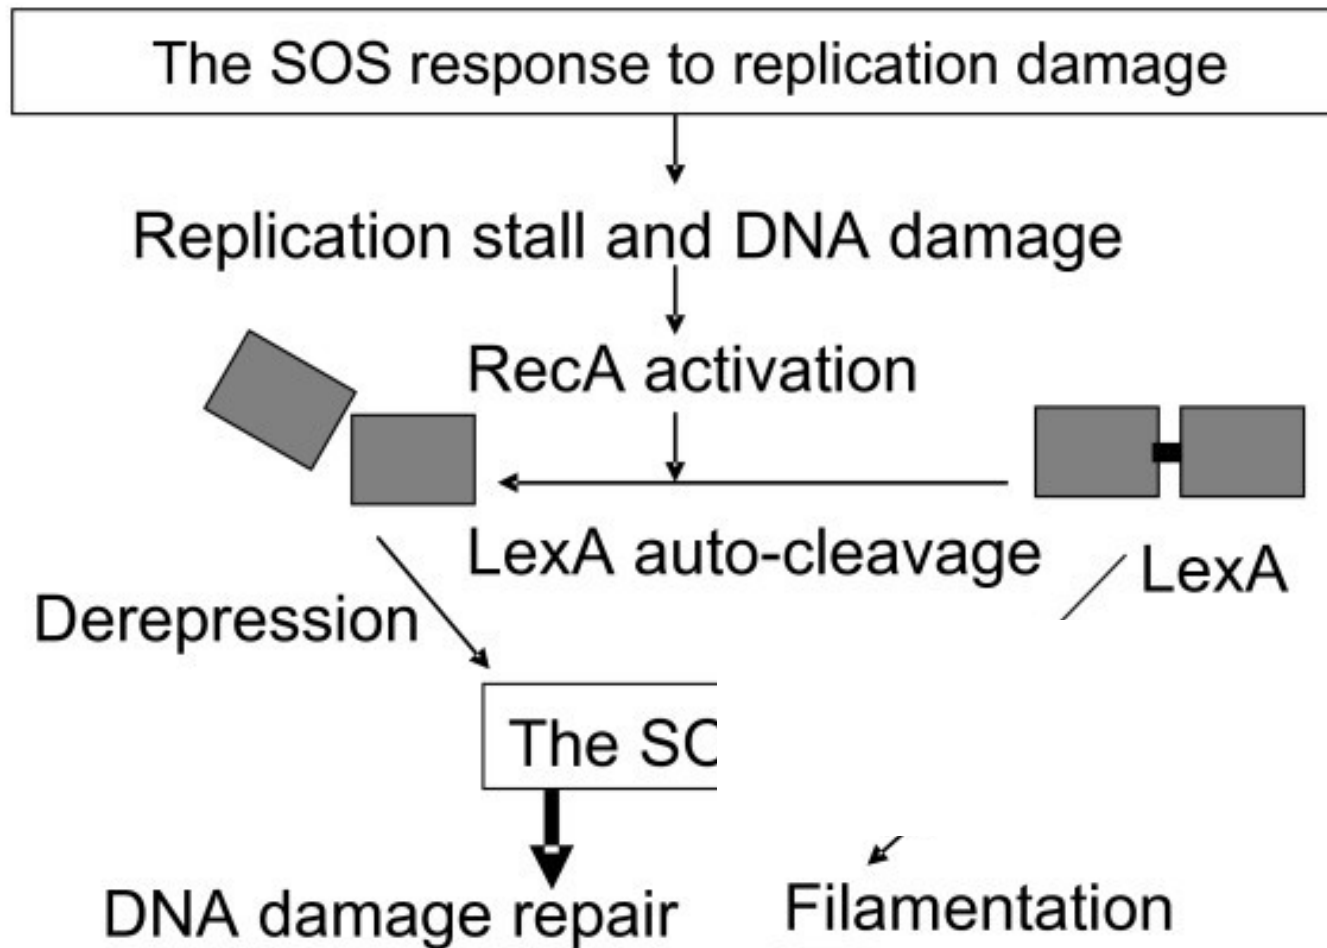 The SOS response to replication damage
Replication stall and DNA damage
RecA activation
LexA auto-cleavage
LexA
Derepression
The
DNA damage repair
Filamentation